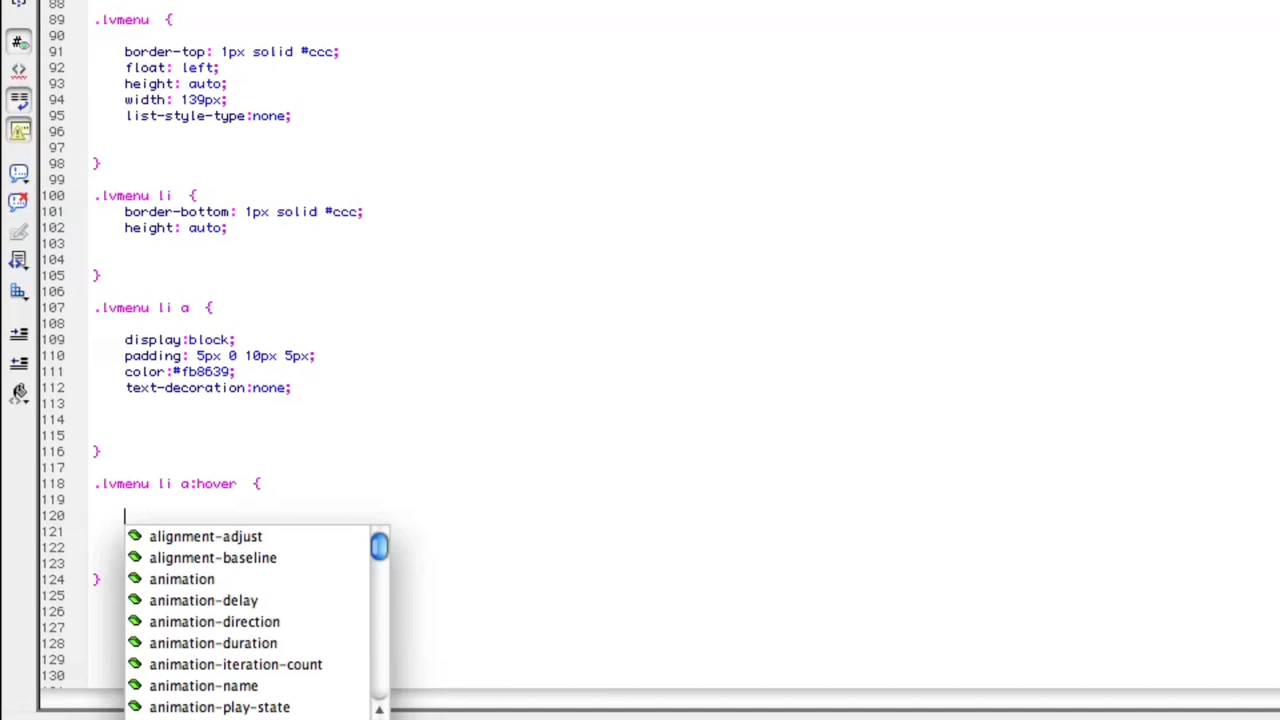 88
89 .lvmenu {
90
91 border-top: 1px solid #ccc;
92 float: left;
93 height: auto;
94 width: 139px;
95 list-style-type:none;
96
97
98 }
99
100 .lvmenu li {
101 border-bottom: 1px solid #ccc;
102 height: auto;
103
104
105 }
106
107 .lvmenu li a {
108
109 display:block;
110 padding: 5px 0 10px 5px;
111 color:#fb8639;
112 text-decoration:none;
113
114
115
116 }
117
118 .lvmenu li a:hover {
119
120
121 alignment-adjust
122 alignment-baseline
123 animation
124 }
animation-delay
125
126 animation-direction
127
128 animation-duration
129 animation-iteration-count
130 animation-name
animation-play-state